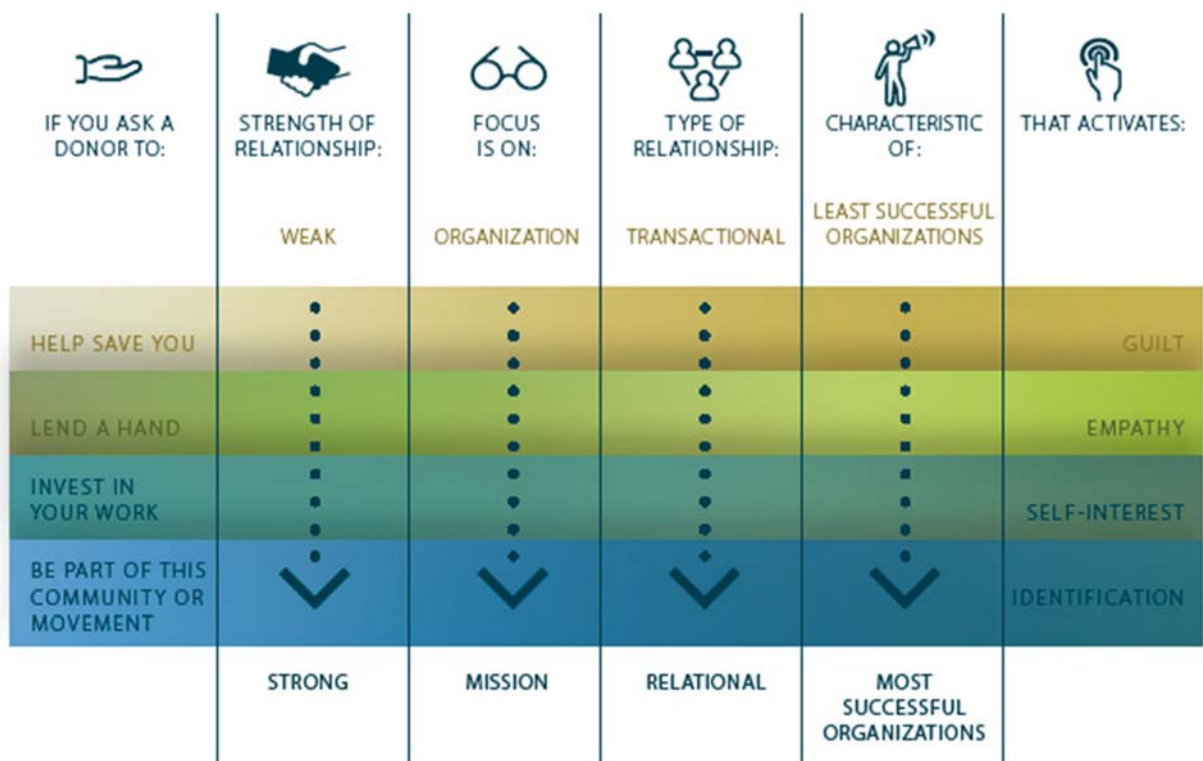 IF YOU ASK A
DONOR TO:
STRENGTH OF
RELATIONSHIP:
FOCUS
IS ON:
TYPE OF
RELATIONSHIP:
CHARACTERISTIC
OF:
THAT ACTIVATES:
WEAK
ORGANIZATION
TRANSACTIONAL
LEAST SUCCESSFUL
ORGANIZATIONS
HELP SAVE YOU
GUILT
LEND A HAND
EMPATHY
INVEST IN
YOUR WORK
SELF-INTEREST
BE PART OF THIS
COMMUNITY OR
MOVEMENT
IDENTIFICATION
STRONG
MISSION
RELATIONAL
MOST
SUCCESSFUL
ORGANIZATIONS